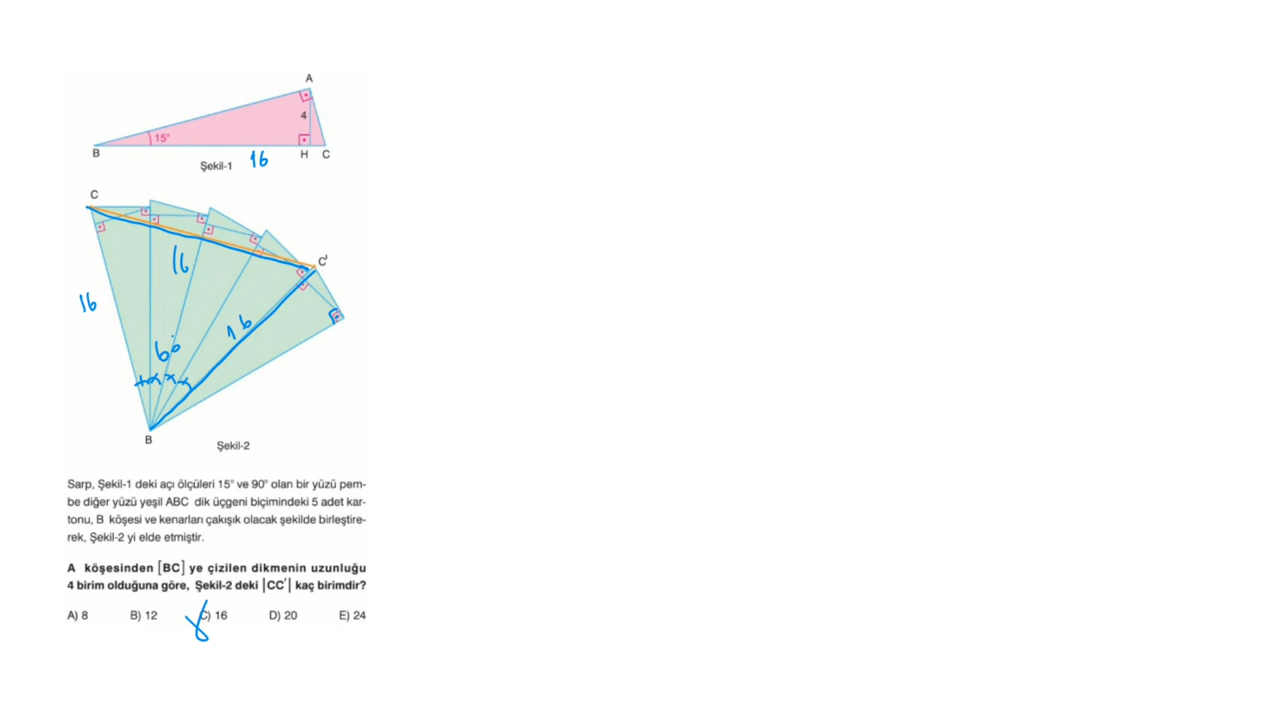 A
4
15°
B
H C
Şekil-1
16
C
C'
16
16
16
60°
x x x x
B
Şekil-2
Sarp, Şekil-1 deki açı ölçüleri 15° ve 90° olan bir yüzü pem-
be diğer yüzü yeşil ABC dik üçgeni biçimindeki 5 adet kar-
tonu, B köşesi ve kenarları çakışık olacak şekilde birleştire-
rek, Şekil-2 yi elde etmiştir.
A köşesinden [BC] ye çizilen dikmenin uzunluğu
4 birim olduğuna göre, Şekil-2 deki |CC'| kaç birimdir?
A) 8 B) 12 C) 16 D) 20 E) 24